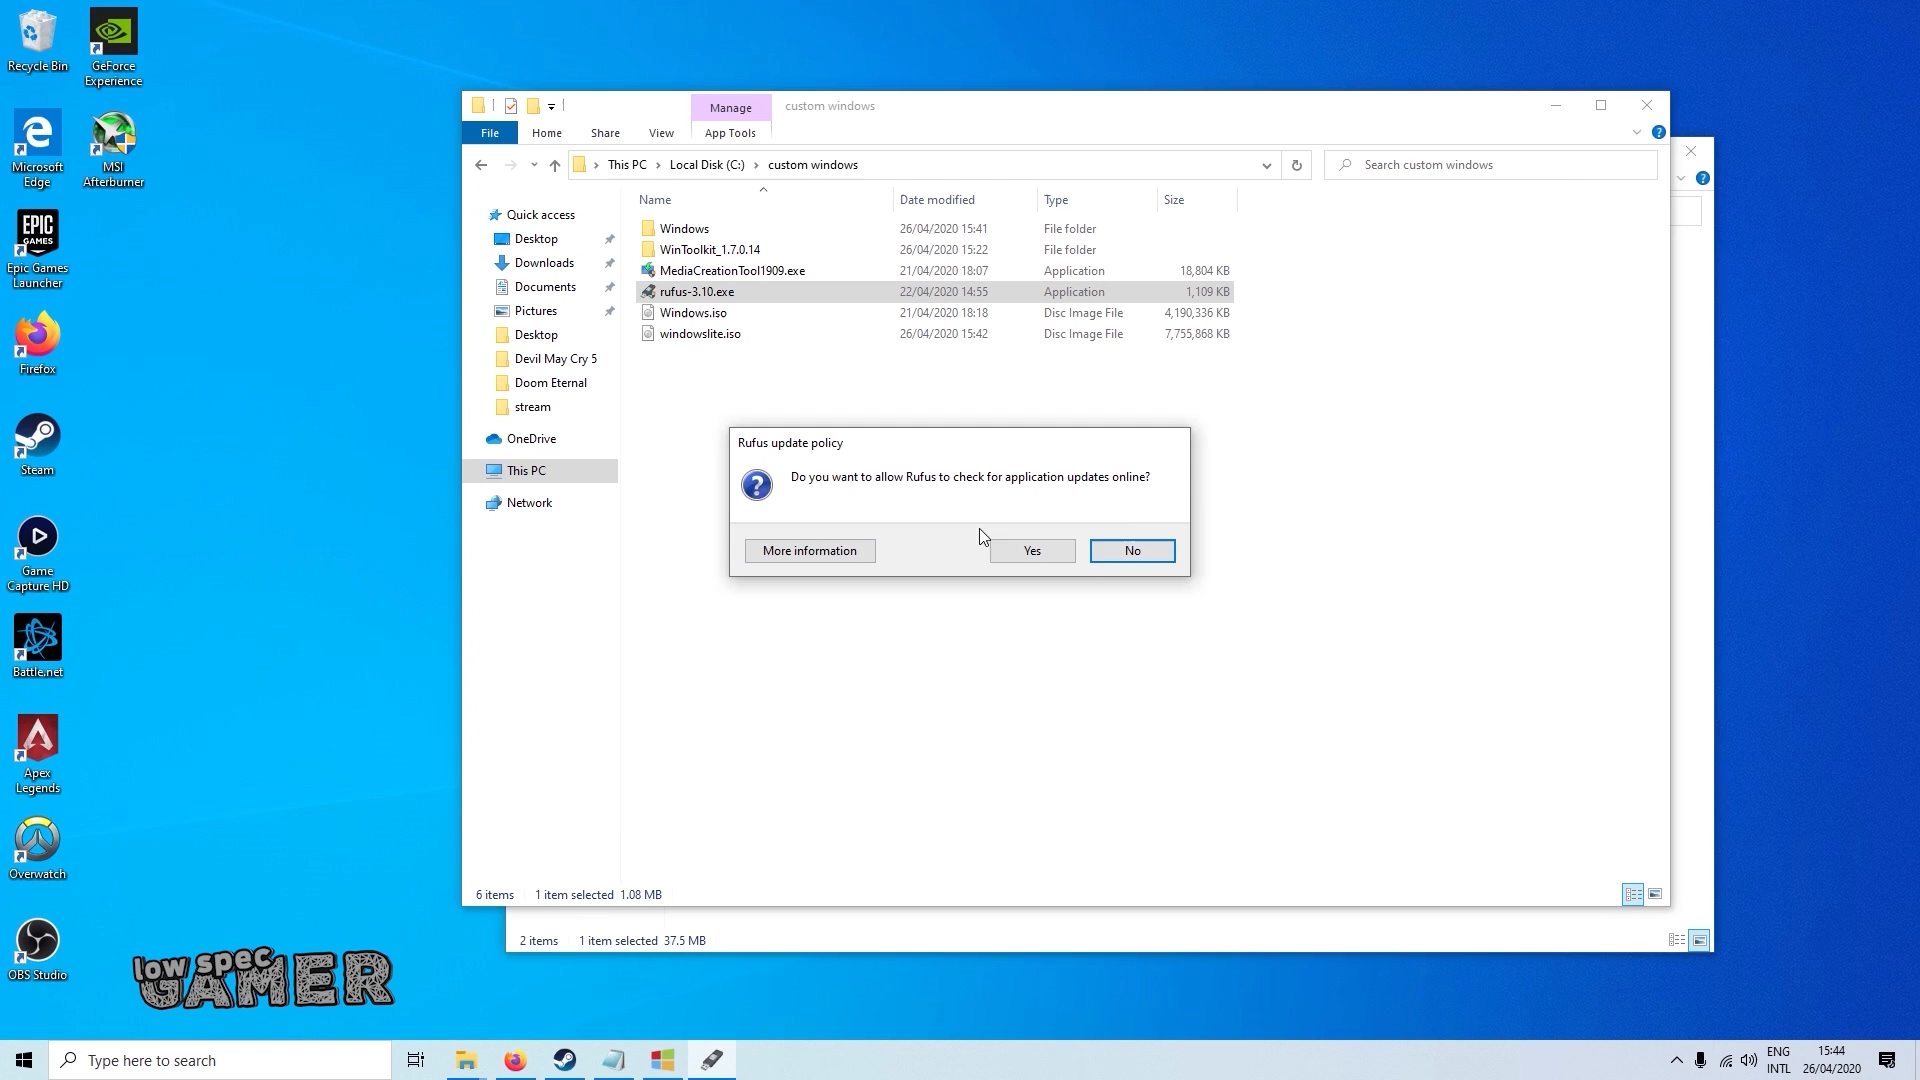 Recycle Bin
GeForce
Experience
Microsoft
Edge
MSI
Afterburner
EPIC
GAMES
Epic Games
Launcher
Firefox
Steam
Game
Capture HD
Battle.net
Apex
Legends
Overwatch
OBS Studio
low spec
GAMER
Manage
custom windows
File
Home
Share
View
App Tools
This PC
Local Disk (C:)
custom windows
Search custom windows
Quick access
Desktop
Downloads
Documents
Pictures
Desktop
Devil May Cry 5
Doom Eternal
stream
OneDrive
This PC
Network
Name Date modified Type Size
Windows 26/04/2020 15:41 File folder
WinToolkit_1.7.0.14 26/04/2020 15:22 File folder
MediaCreationTool1909.exe 21/04/2020 18:07 Application 18,804 KB
rufus-3.10.exe 22/04/2020 14:55 Application 1,109 KB
Windows.iso 21/04/2020 18:18 Disc Image File 4,190,336 KB
windowslite.iso 26/04/2020 15:42 Disc Image File 7,755,868 KB
Rufus update policy
Do you want to allow Rufus to check for application updates online?
More information
Yes
No
6 items 1 item selected 1.08 MB
2 items 1 item selected 37.5 MB
Type here to search
ENG
INTL
15:44
26/04/2020